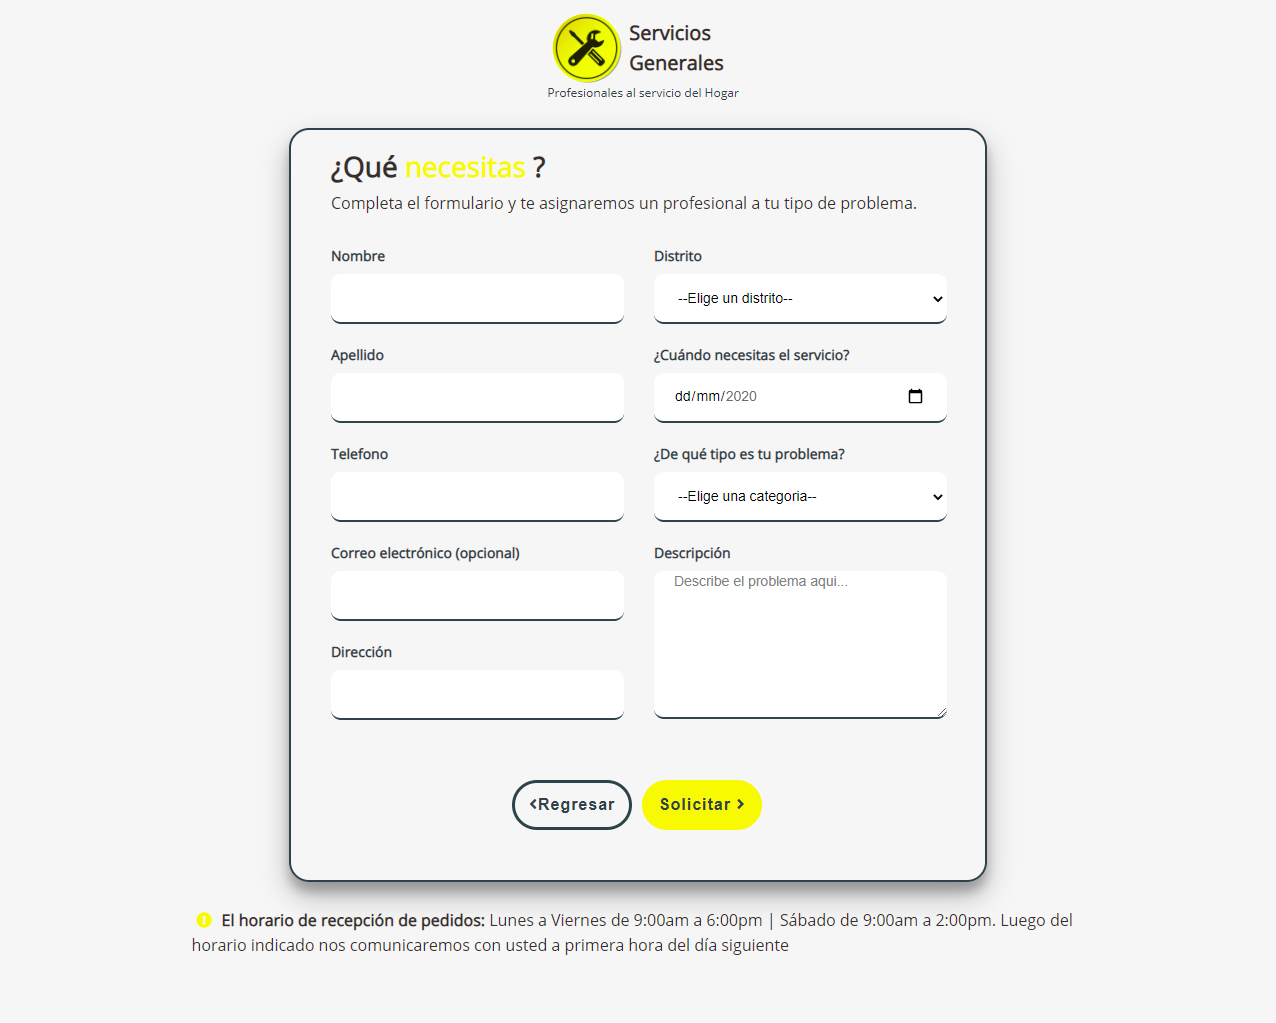 Servicios
Generales
Profesionales al servicio del Hogar
¿Qué necesitas ?
Completa el formulario y te asignaremos un profesional a tu tipo de problema.
Nombre
Distrito
--Elige un distrito--
Apellido
¿Cuándo necesitas el servicio?
dd/mm/2020
Telefono
¿De qué tipo es tu problema?
--Elige una categoria--
Correo electrónico (opcional)
Descripción
Describe el problema aqui...
Dirección
Regresar
Solicitar
El horario de recepción de pedidos: Lunes a Viernes de 9:00am a 6:00pm | Sábado de 9:00am a 2:00pm. Luego del
horario indicado nos comunicaremos con usted a primera hora del día siguiente